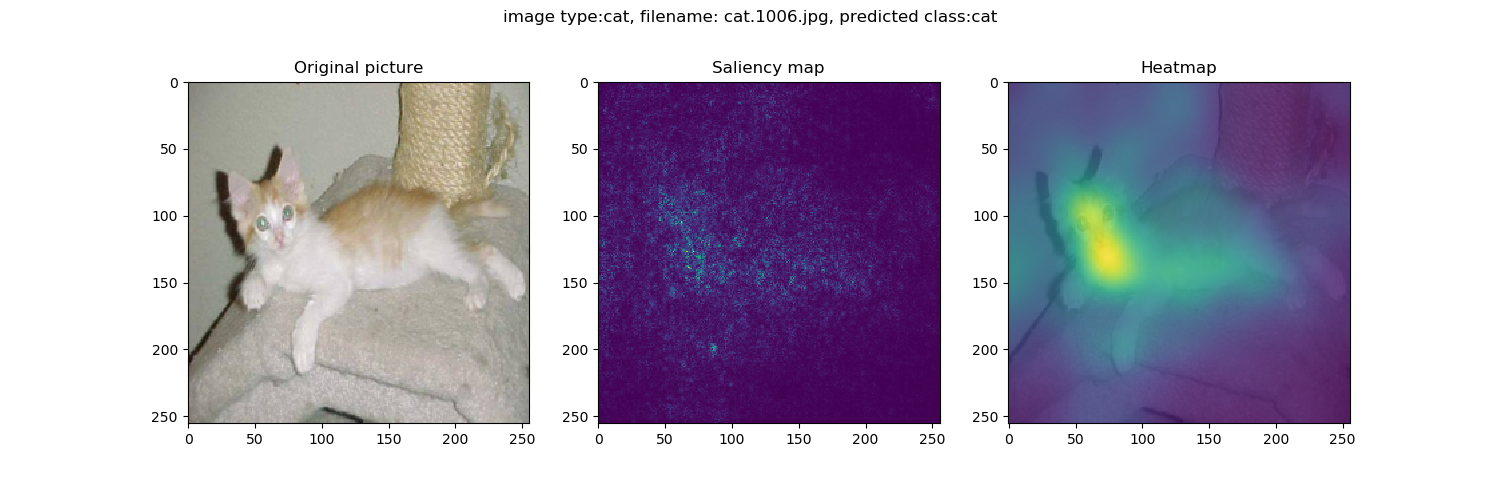 image type:cat, filename: cat.1006.jpg, predicted class:cat
Original picture
Saliency map
Heatmap
0
50
100
150
200
250
0
50
100
150
200
250
0
50
100
150
200
250
0 50 100 150 200 250
0 50 100 150 200 250
0 50 100 150 200 250